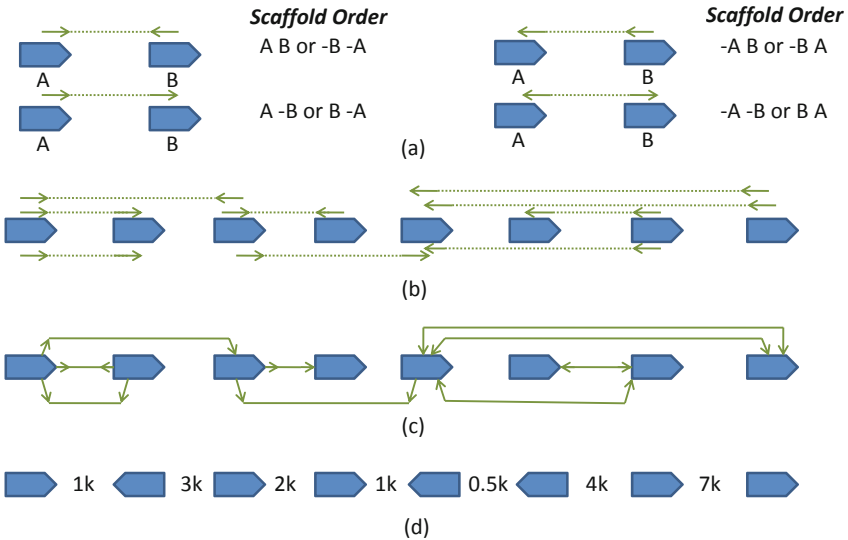 Scaffold Order
A B or -B -A
A B
A -B or B -A
A B
Scaffold Order
-A B or -B A
A B
-A -B or B A
A B
(a)
(b)
(c)
1k 3k 2k 1k 0.5k 4k 7k
(d)